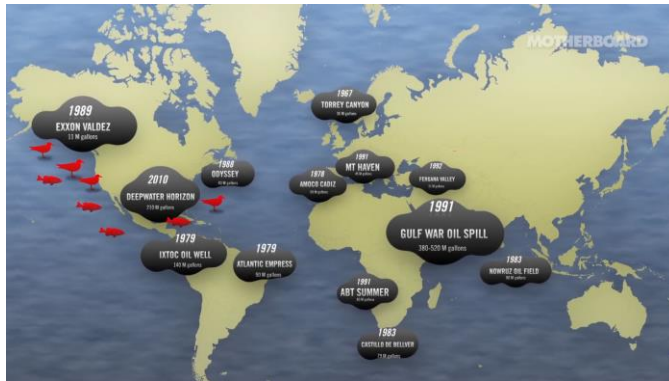 MOTHERBOARD
1967
TORREY CANYON
1989
EXXON VALDEZ
11 M gallons
1988
ODYSSEY
1991
MT HAVEN
1978
AMOCO CADIZ
1992
FERGANA VALLEY
2010
DEEPWATER HORIZON
210 M gallons
1991
GULF WAR OIL SPILL
380-520 M gallons
1979
IXTOC OIL WELL
140 M gallons
1979
ATLANTIC EMPRESS
90 M gallons
1983
NOWRUZ OIL FIELD
1991
ABT SUMMER
1983
CASTILLO DE BELLVER
79 M gallons